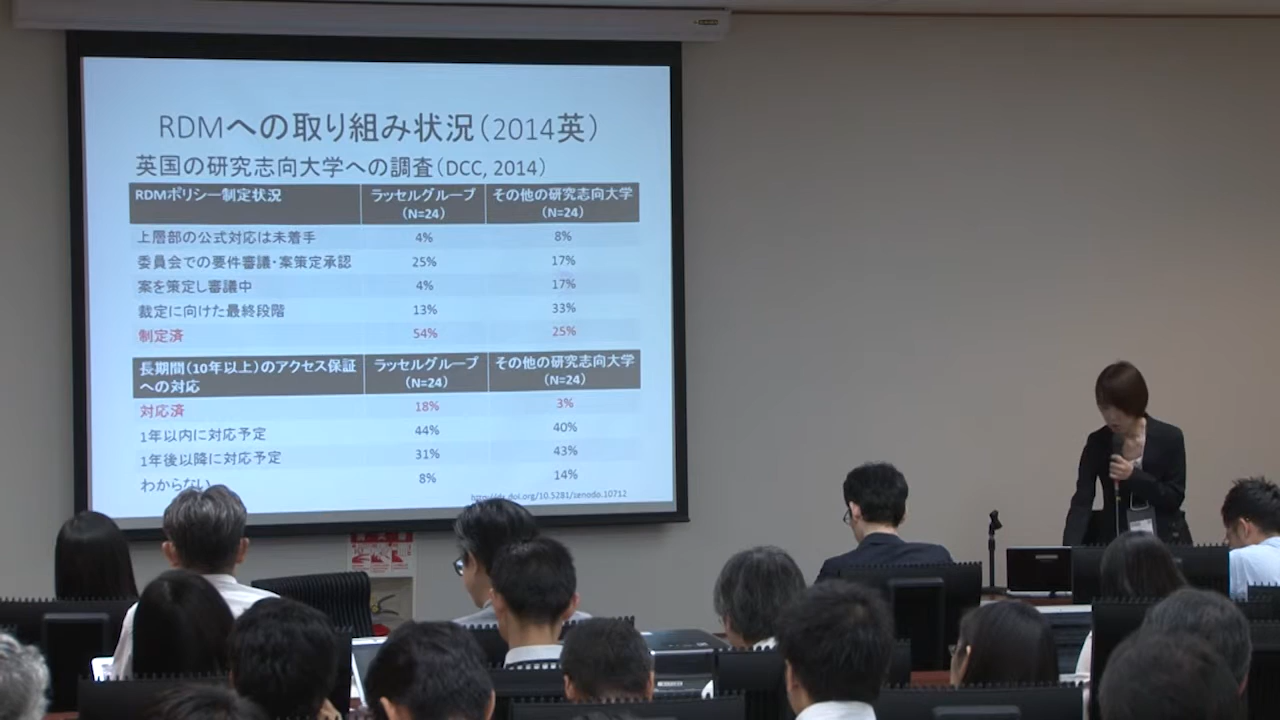 RDMへの取り組み状況(2014英)
英国の研究志向大学への調査(DCC, 2014)
RDMポリシー制定状況 ラッセルグループ (N=24) その他の研究志向大学 (N=24)
上層部の公式対応は未着手 4% 8%
委員会での要件審議・案策定承認 25% 17%
案を策定し審議中 4% 17%
裁定に向けた最終段階 13% 33%
制定済 54% 25%
長期間(10年以上)のアクセス保証への対応 ラッセルグループ (N=24) その他の研究志向大学 (N=24)
対応済 18% 3%
1年以内に対応予定 44% 40%
1年後以降に対応予定 31% 43%
わからない 8% 14%
http://dx.doi.org/10.5281/zenodo.10712